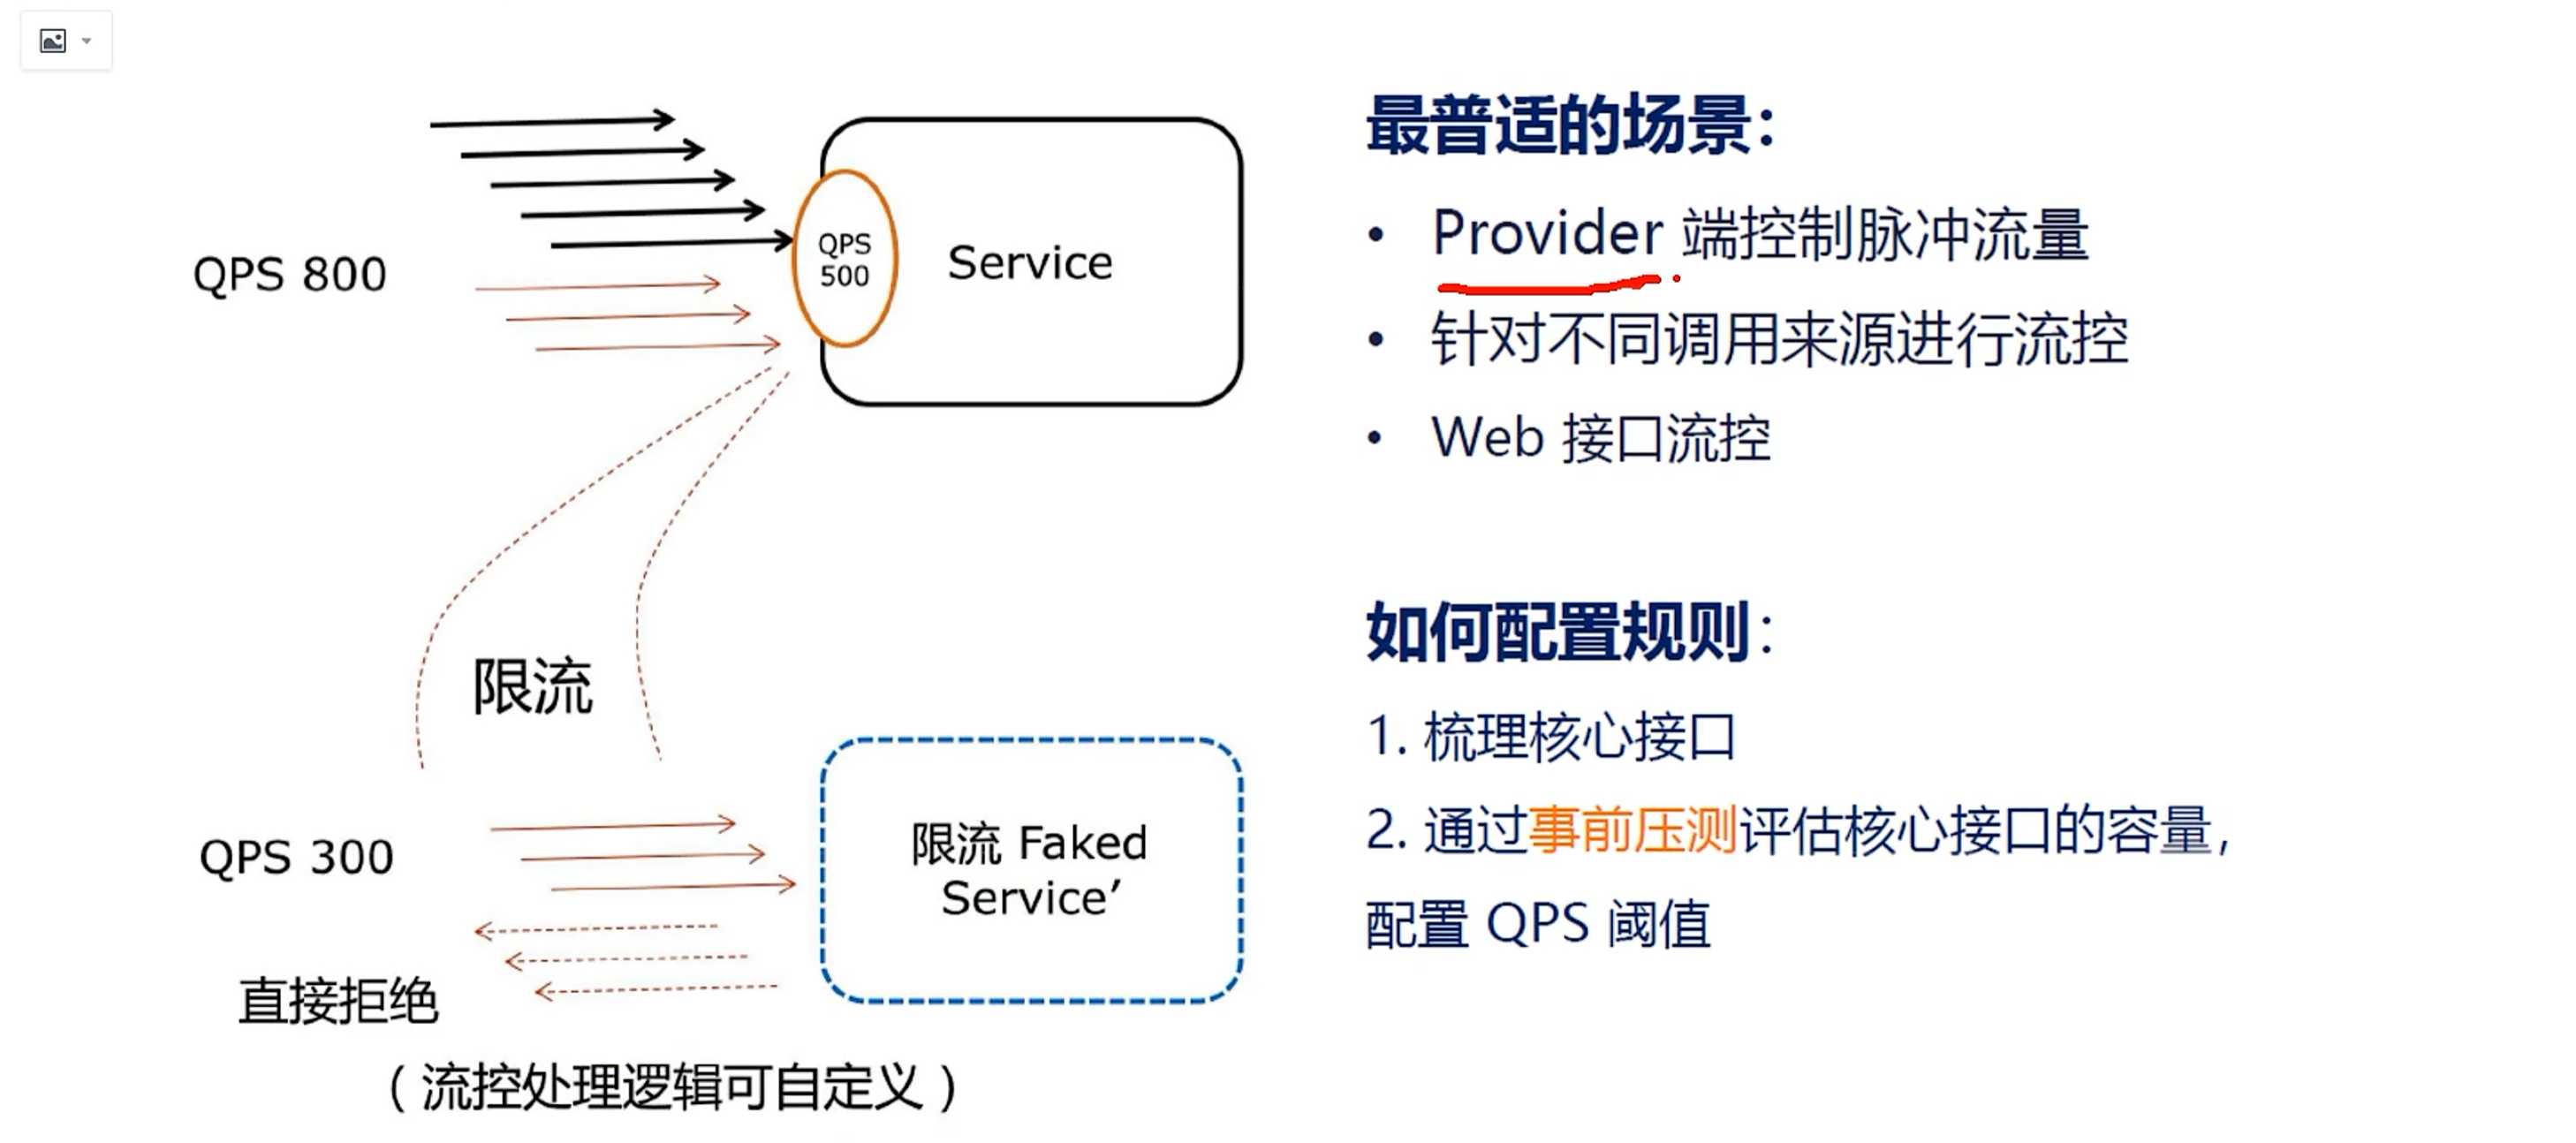 QPS 800
QPS
500
Service
限流
QPS 300
限流 Faked
Service’
直接拒绝
（流控处理逻辑可自定义）
最普适的场景：
• Provider 端控制脉冲流量
• 针对不同调用来源进行流控
• Web 接口流控
如何配置规则：
1. 梳理核心接口
2. 通过事前压测评估核心接口的容量，
配置 QPS 阈值